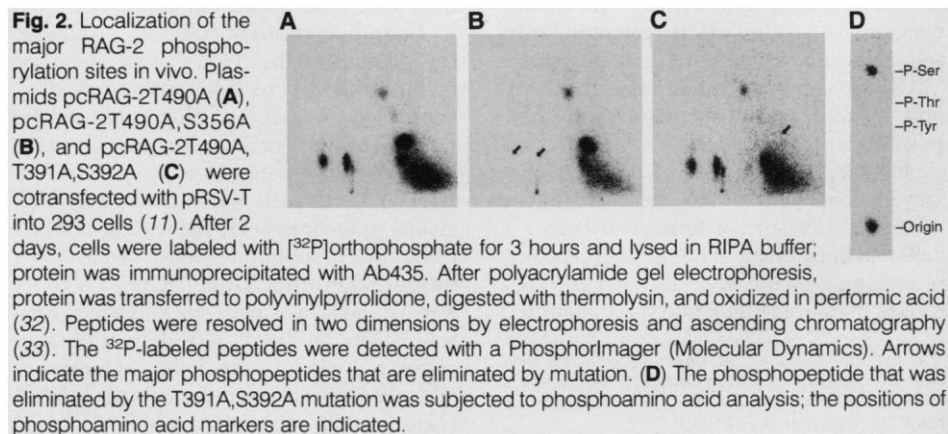 Fig. 2. Localization of the
major RAG-2 phospho-
rylation sites in vivo. Plas-
mids pcRAG-2T490A (A),
pcRAG-2T490A,S356A
(B), and pcRAG-2T490A,
T391A,S392A (C) were
cotransfected with pRSV-T
into 293 cells (11). After 2
days, cells were labeled with [32P]orthophosphate for 3 hours and lysed in RIPA buffer;
protein was immunoprecipitated with Ab435. After polyacrylamide gel electrophoresis,
protein was transferred to polyvinylpyrrolidone, digested with thermolysin, and oxidized in performic acid
(32). Peptides were resolved in two dimensions by electrophoresis and ascending chromatography
(33). The 32P-labeled peptides were detected with a PhosphorImager (Molecular Dynamics). Arrows
indicate the major phosphopeptides that are eliminated by mutation. (D) The phosphopeptide that was
eliminated by the T391A,S392A mutation was subjected to phosphoamino acid analysis; the positions of
phosphoamino acid markers are indicated.
A
B
C
D
–P-Ser
–P-Thr
–P-Tyr
–Origin